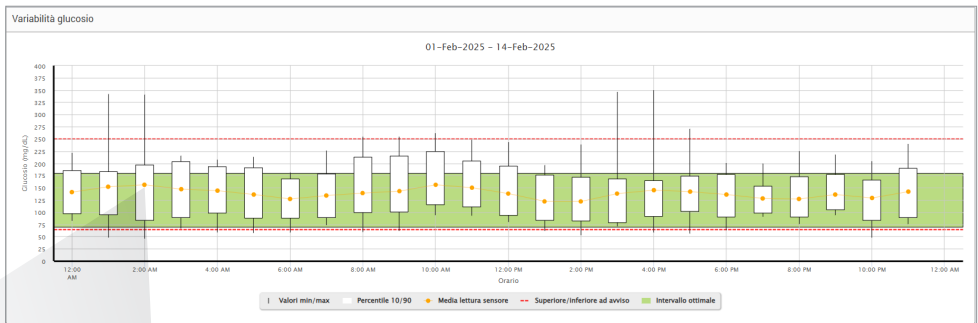 Variabilità glucosio
01-Feb-2025 - 14-Feb-2025
400
375
350
325
300
275
250
225
200
175
150
125
100
75
50
25
0
Glucosio (mg/dL)
12:00 AM
2:00 AM
4:00 AM
6:00 AM
8:00 AM
10:00 AM
12:00 PM
2:00 PM
4:00 PM
6:00 PM
8:00 PM
10:00 PM
12:00 AM
Orario
Valori min/max
Percentile 10/90
Media lettura sensore
Superiore/inferiore ad avviso
Intervallo ottimale